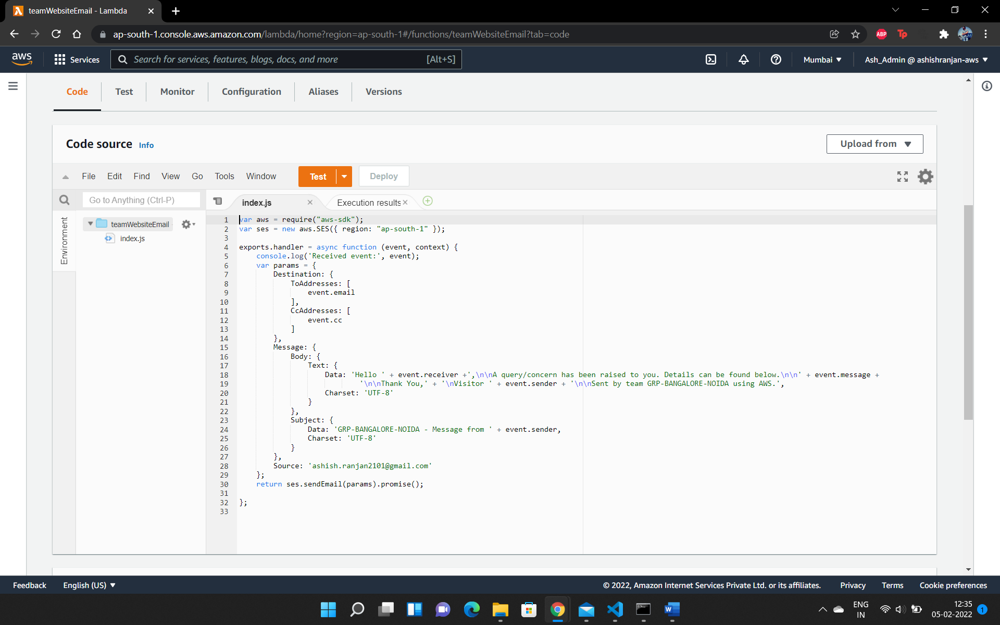 teamWebsiteEmail - Lambda
ap-south-1.console.aws.amazon.com/lambda/home?region=ap-south-1#/functions/teamWebsiteEmail?tab=code
ABP
Tp
aws
Services
Search for services, features, blogs, docs, and more
[Alt+S]
Mumbai
Ash_Admin @ ashishranjan-aws
Code
Test
Monitor
Configuration
Aliases
Versions
Code source Info
Upload from
File Edit Find View Go Tools Window
Test
Deploy
Go to Anything (Ctrl-P)
index.js
Execution results
Environment
teamWebsiteEmail
index.js
1 var aws = require("aws-sdk");
2 var ses = new aws.SES({ region: "ap-south-1" });
3
4 exports.handler = async function (event, context) {
5     console.log('Received event:', event);
6     var params = {
7         Destination: {
8             ToAddresses: [
9                 event.email
10             ],
11             CcAddresses: [
12                 event.cc
13             ]
14         },
15         Message: {
16             Body: {
17                 Text: {
18                     Data: 'Hello ' + event.receiver +',\n\nA query/concern has been raised to you. Details can be found below.\n\n' + event.message +
19                             '\n\nThank You,' + '\nVisitor ' + event.sender + '\n\nSent by team GRP-BANGALORE-NOIDA using AWS.',
20                     Charset: 'UTF-8'
21                 }
22             },
23             Subject: {
24                 Data: 'GRP-BANGALORE-NOIDA - Message from ' + event.sender,
25                 Charset: 'UTF-8'
26             }
27         },
28         Source: 'ashish.ranjan2101@gmail.com'
29     };
30     return ses.sendEmail(params).promise();
31
32 };
33
Feedback
English (US)
© 2022, Amazon Internet Services Private Ltd. or its affiliates.
Privacy
Terms
Cookie preferences
ENG
IN
12:35
05-02-2022
1